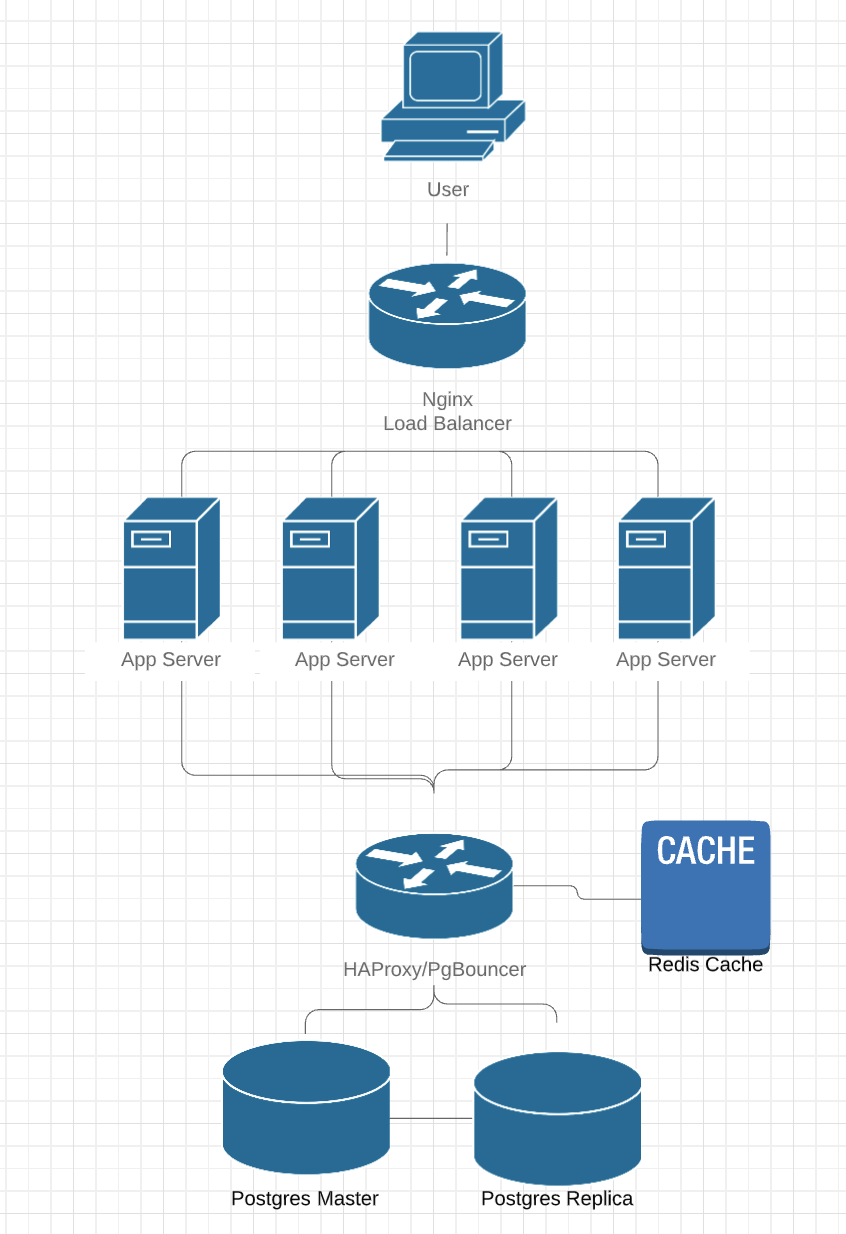 User
Nginx
Load Balancer
App Server
App Server
App Server
App Server
CACHE
Redis Cache
HAProxy/PgBouncer
Postgres Master
Postgres Replica